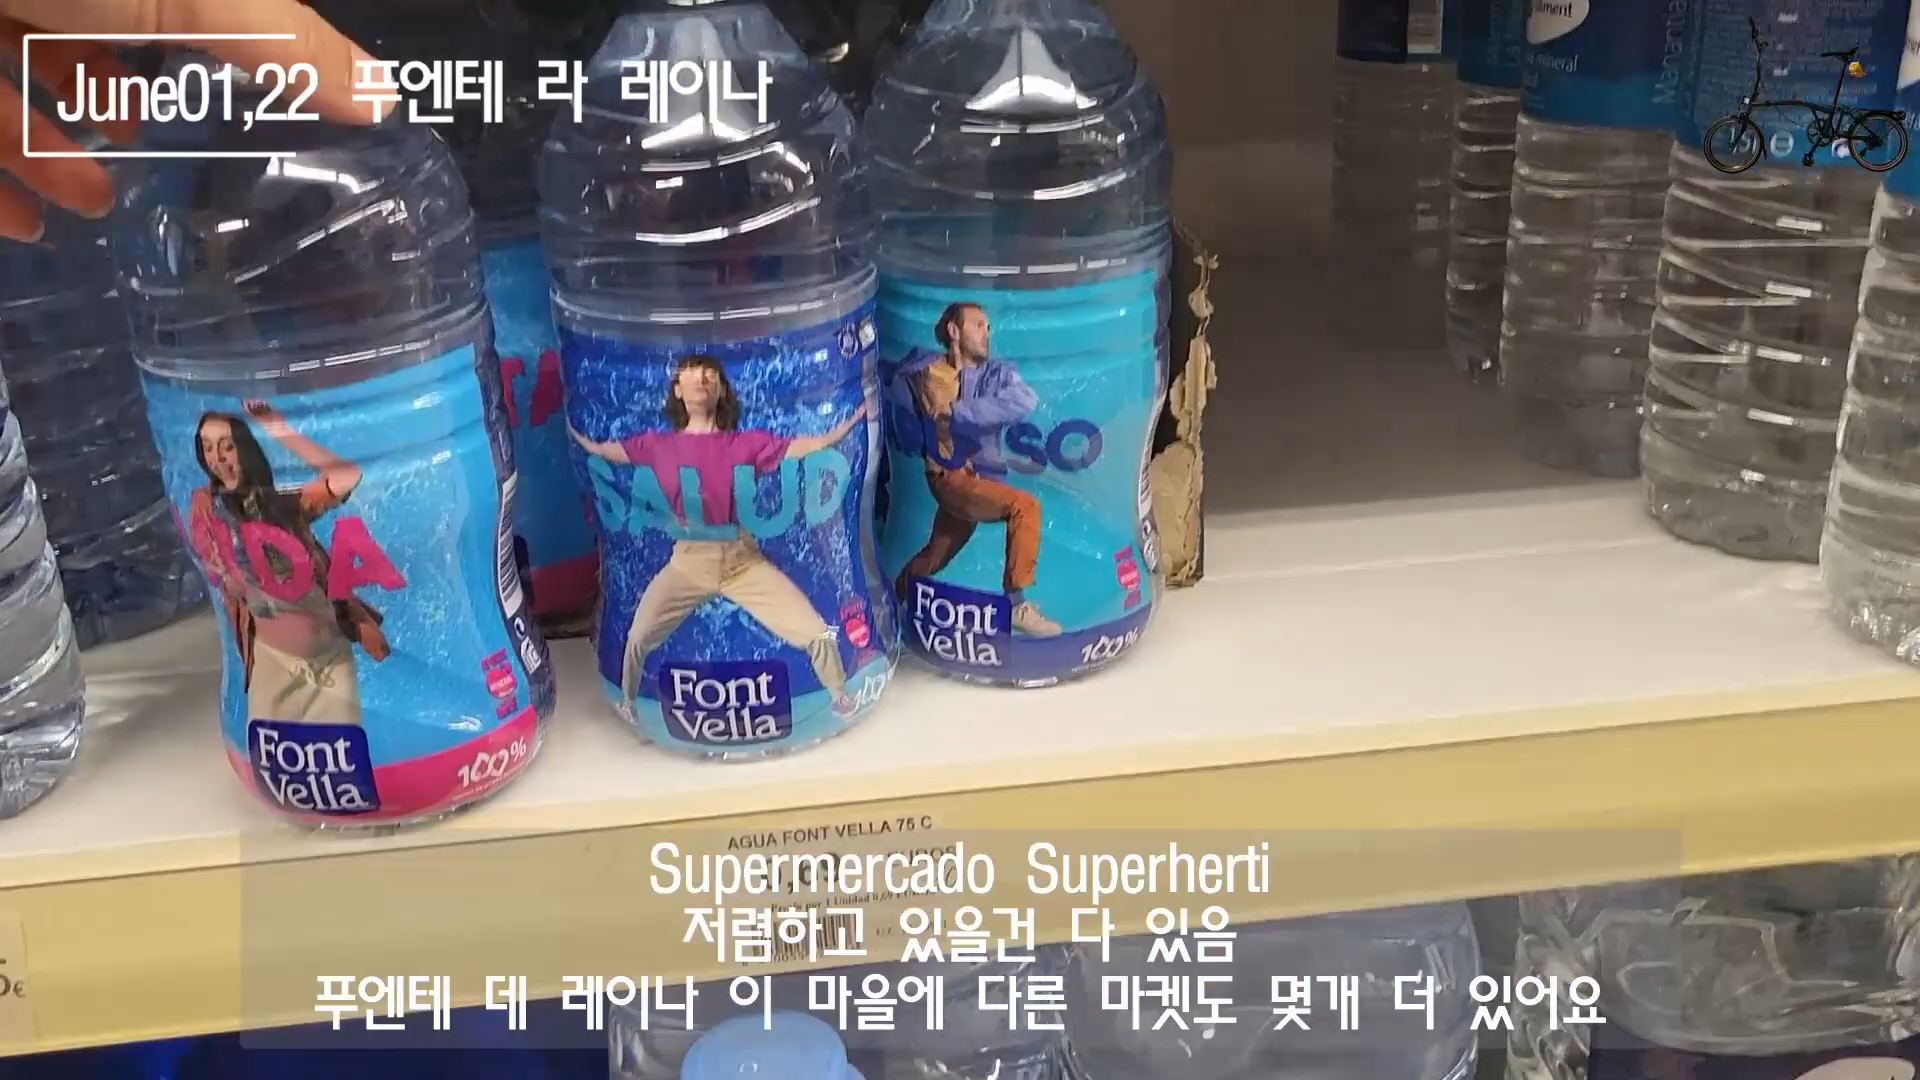 June01,22 푸엔테 라 레이나
SALUD
Font
Vella
100%
Font
Vella
Font
Vella
100%
AGUA FONT VELLA 75 C
Supermercado Superherti
저렴하고 있을건 다 있음
푸엔테 데 레이나 이 마을에 다른 마켓도 몇개 더 있어요